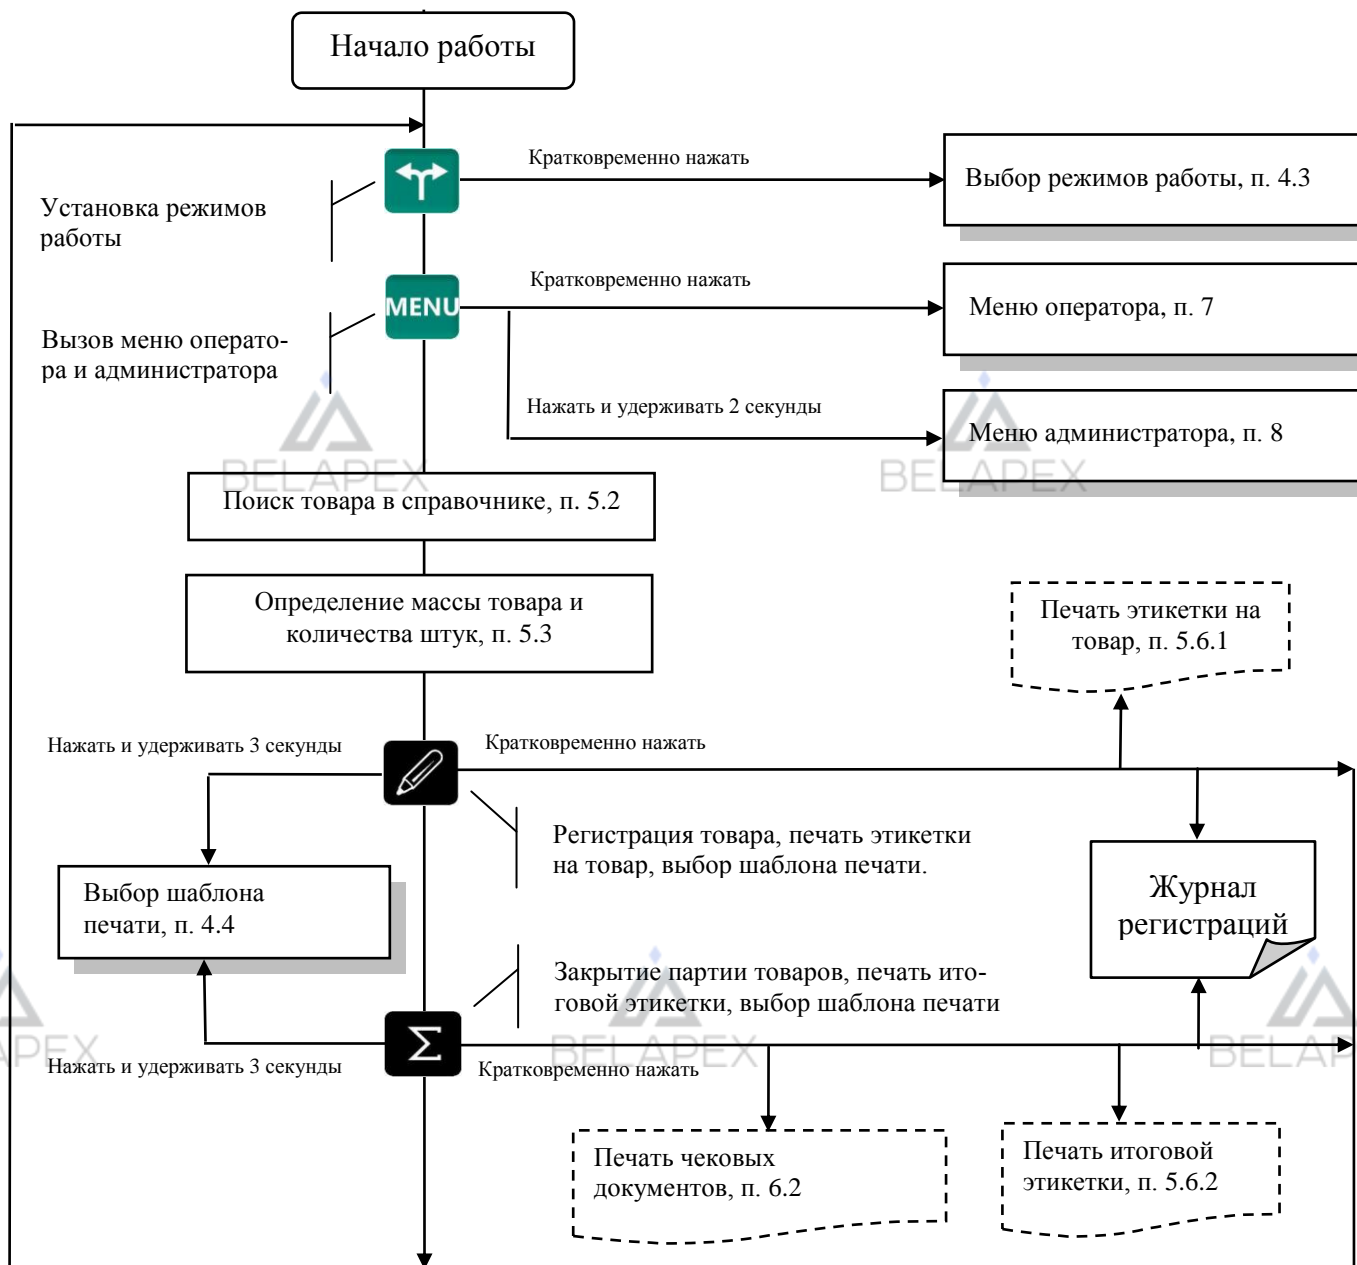 Начало работы
Кратковременно нажать
Выбор режимов работы, п. 4.3
Установка режимов
работы
Кратковременно нажать
MENU
Меню оператора, п. 7
Вызов меню операто-
ра и администратора
Нажать и удерживать 2 секунды
Меню администратора, п. 8
BELAPEX
BELAPEX
Поиск товара в справочнике, п. 5.2
Определение массы товара и
количества штук, п. 5.3
Печать этикетки на
товар, п. 5.6.1
Нажать и удерживать 3 секунды
Кратковременно нажать
Регистрация товара, печать этикетки
на товар, выбор шаблона печати.
Выбор шаблона
печати, п. 4.4
Журнал
регистраций
Закрытие партии товаров, печать ито-
говой этикетки, выбор шаблона печати
Σ
APEX
BELAPEX
BELAP
Нажать и удерживать 3 секунды
Кратковременно нажать
Печать чековых
документов, п. 6.2
Печать итоговой
этикетки, п. 5.6.2